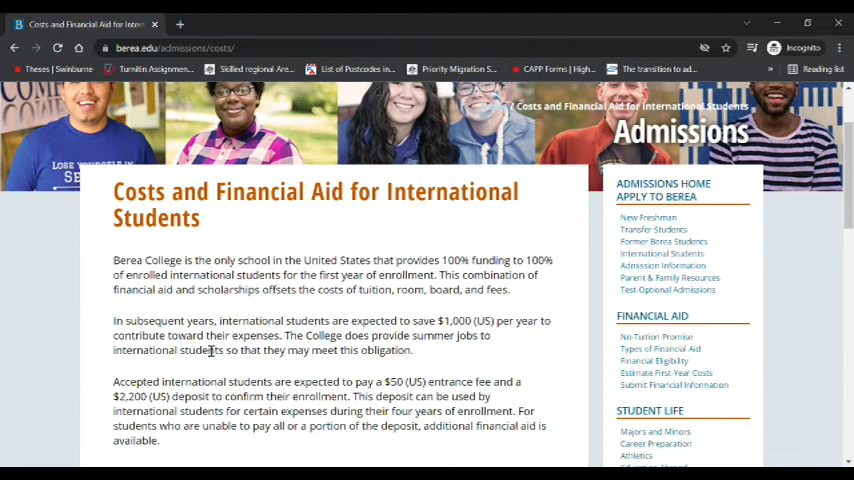 Costs and Financial Aid for Inter
berea.edu/admissions/costs/
Incognito
Theses | Swinburne
Turnitin Assignmen...
Skilled regional Are...
List of Postcodes in...
Priority Migration S...
CAPP Forms | High...
The transition to ad...
»
Reading list
/ Costs and Financial Aid for International Students
Admissions
LOSE YOURSELF IN
Costs and Financial Aid for International
Students
Berea College is the only school in the United States that provides 100% funding to 100%
of enrolled international students for the first year of enrollment. This combination of
financial aid and scholarships offsets the costs of tuition, room, board, and fees.
In subsequent years, international students are expected to save $1,000 (US) per year to
contribute toward their expenses. The College does provide summer jobs to
international students so that they may meet this obligation.
Accepted international students are expected to pay a $50 (US) entrance fee and a
$2,200 (US) deposit to confirm their enrollment. This deposit can be used by
international students for certain expenses during their four years of enrollment. For
students who are unable to pay all or a portion of the deposit, additional financial aid is
available.
ADMISSIONS HOME
APPLY TO BEREA
New Freshman
Transfer Students
Former Berea Students
International Students
Admission Information
Parent & Family Resources
Test-Optional Admissions
FINANCIAL AID
No-Tuition Promise
Types of Financial Aid
Financial Eligibility
Estimate First-Year Costs
Submit Financial Information
STUDENT LIFE
Majors and Minors
Career Preparation
Athletics